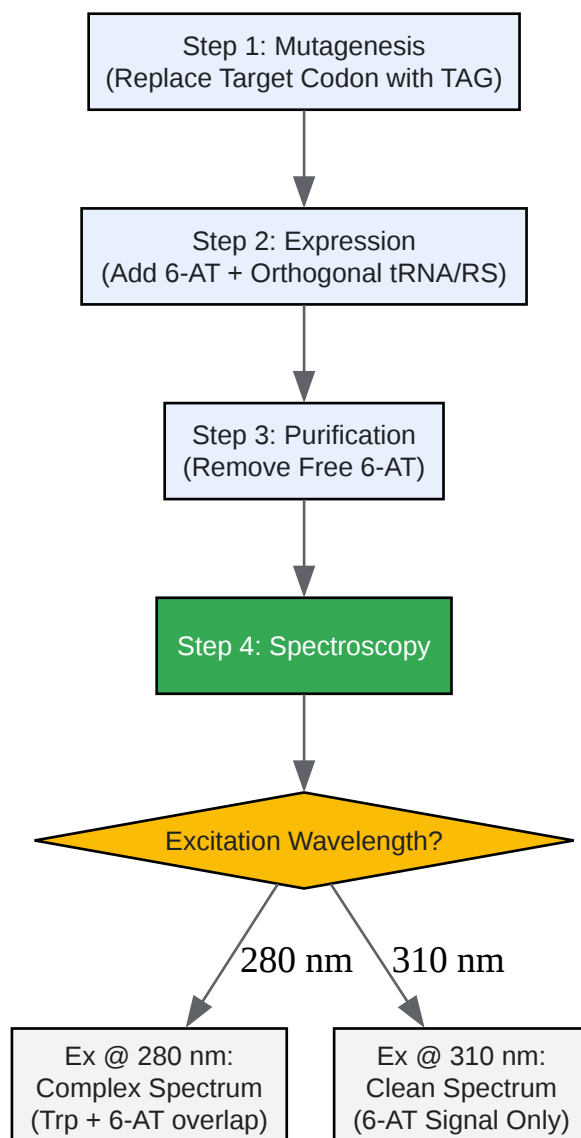 Step 1: Mutagenesis
(Replace Target Codon with TAG)
Step 2: Expression
(Add 6-AT + Orthogonal tRNA/RS)
Step 3: Purification
(Remove Free 6-AT)
Step 4: Spectroscopy
Excitation Wavelength?
280 nm
310 nm
Ex @ 280 nm:
Complex Spectrum
(Trp + 6-AT overlap)
Ex @ 310 nm:
Clean Spectrum
(6-AT Signal Only)